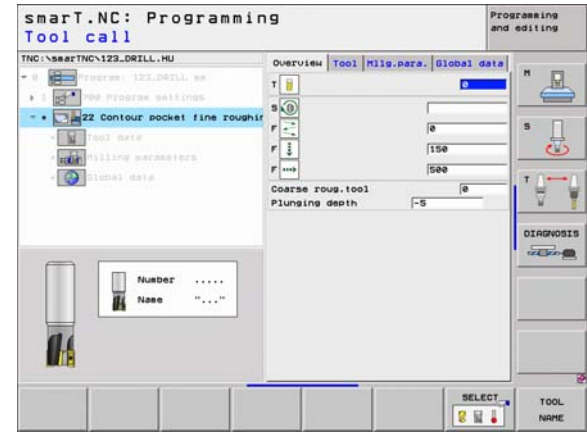 smarT.NC: Programming
Tool call
Programming and editing
TNC:\smarTNC\123_DRILL.HU
0 Program: 123_DRILL mm
1 700 Program settings
22 Contour pocket fine roughin
Tool data
Milling parameters
Global data
Overview Tool Millg.para. Global data
T 0
S
F 0
F 150
F 500
Coarse roug.tool 0
Plunging depth -5
Number .....
Name "..."
M
S
T
DIAGNOSIS
SELECT
TOOL NAME